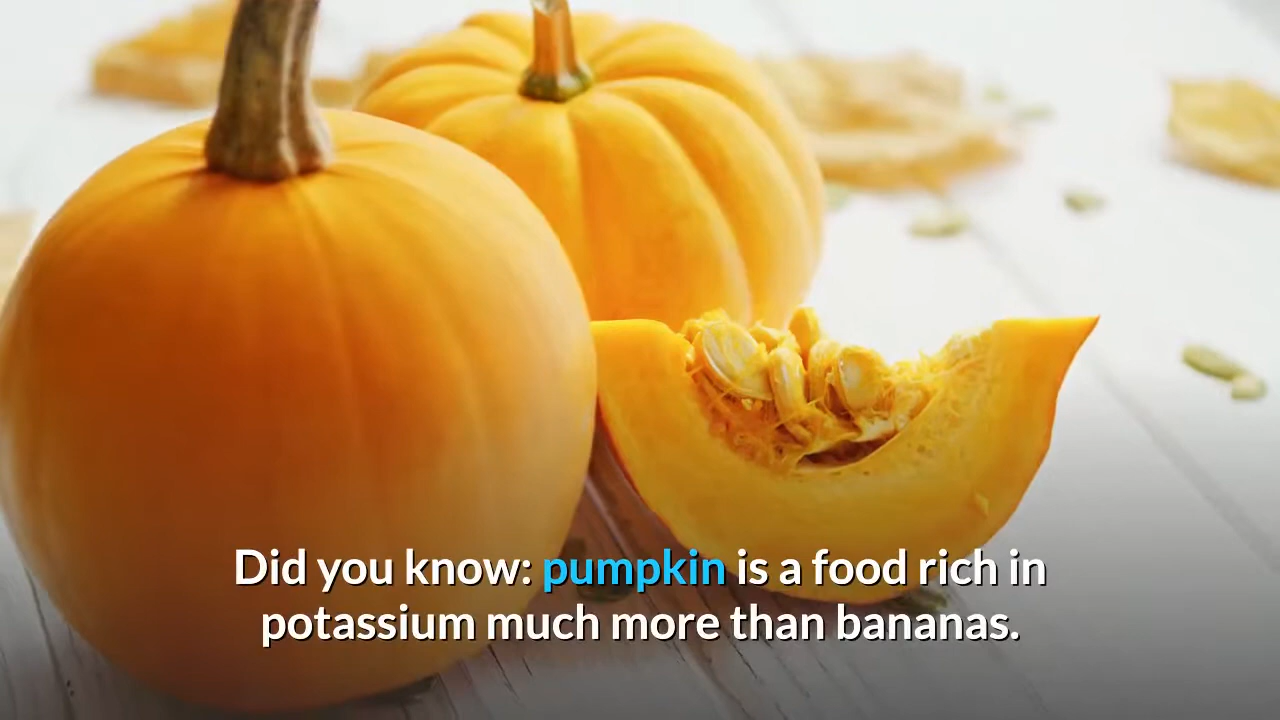 Did you know: pumpkin is a food rich in
potassium much more than bananas.